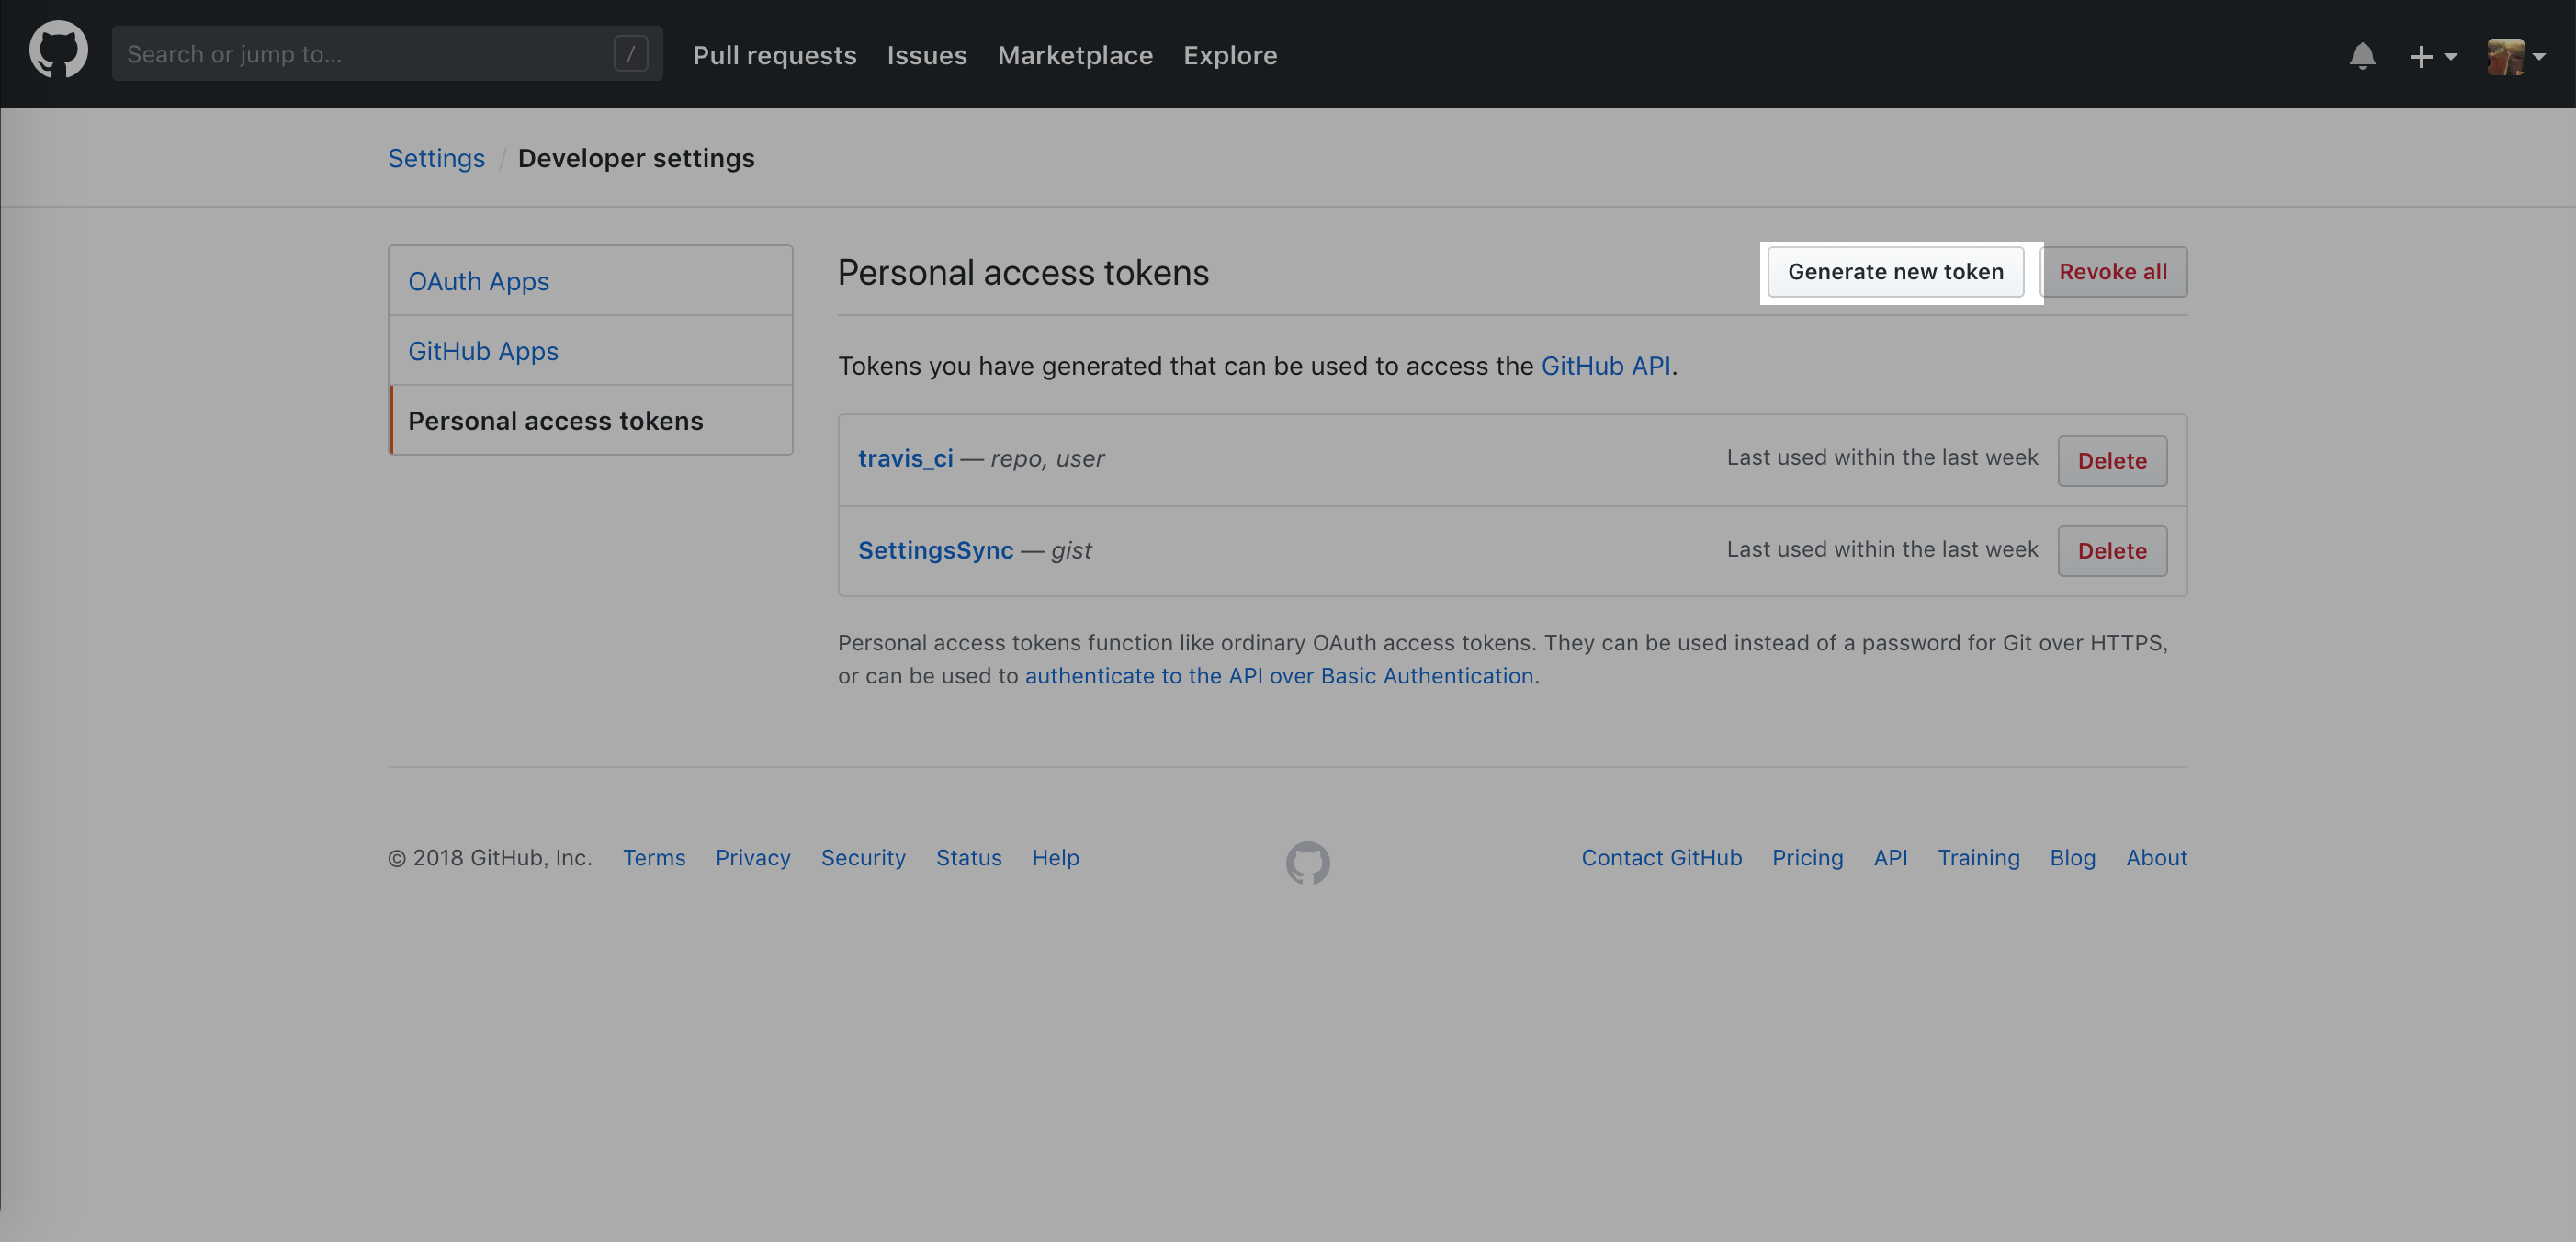 Search or jump to... / Pull requests Issues Marketplace Explore
Settings / Developer settings
OAuth Apps
GitHub Apps
Personal access tokens
Personal access tokens Generate new token Revoke all
Tokens you have generated that can be used to access the GitHub API.
travis_ci — repo, user Last used within the last week Delete
SettingsSync — gist Last used within the last week Delete
Personal access tokens function like ordinary OAuth access tokens. They can be used instead of a password for Git over HTTPS,
or can be used to authenticate to the API over Basic Authentication.
© 2018 GitHub, Inc. Terms Privacy Security Status Help Contact GitHub Pricing API Training Blog About